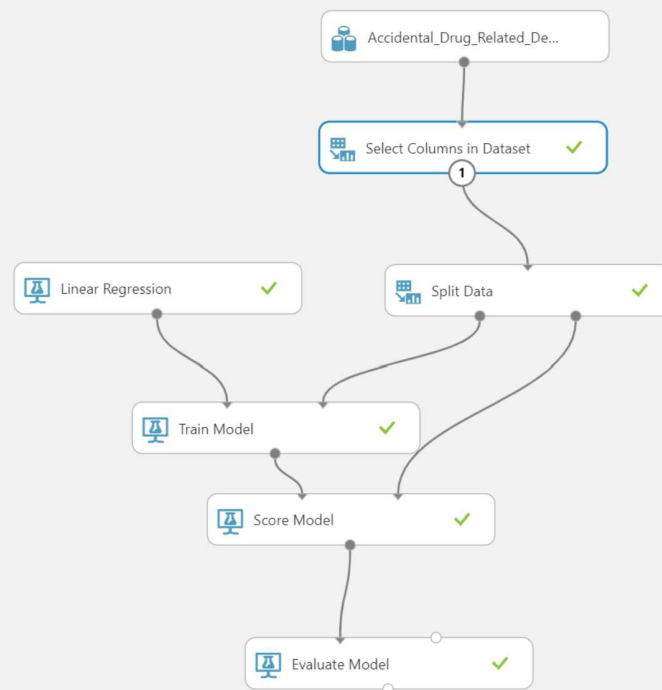 Accidental_Drug_Related_De...
Select Columns in Dataset
1
Linear Regression
Split Data
Train Model
Score Model
Evaluate Model